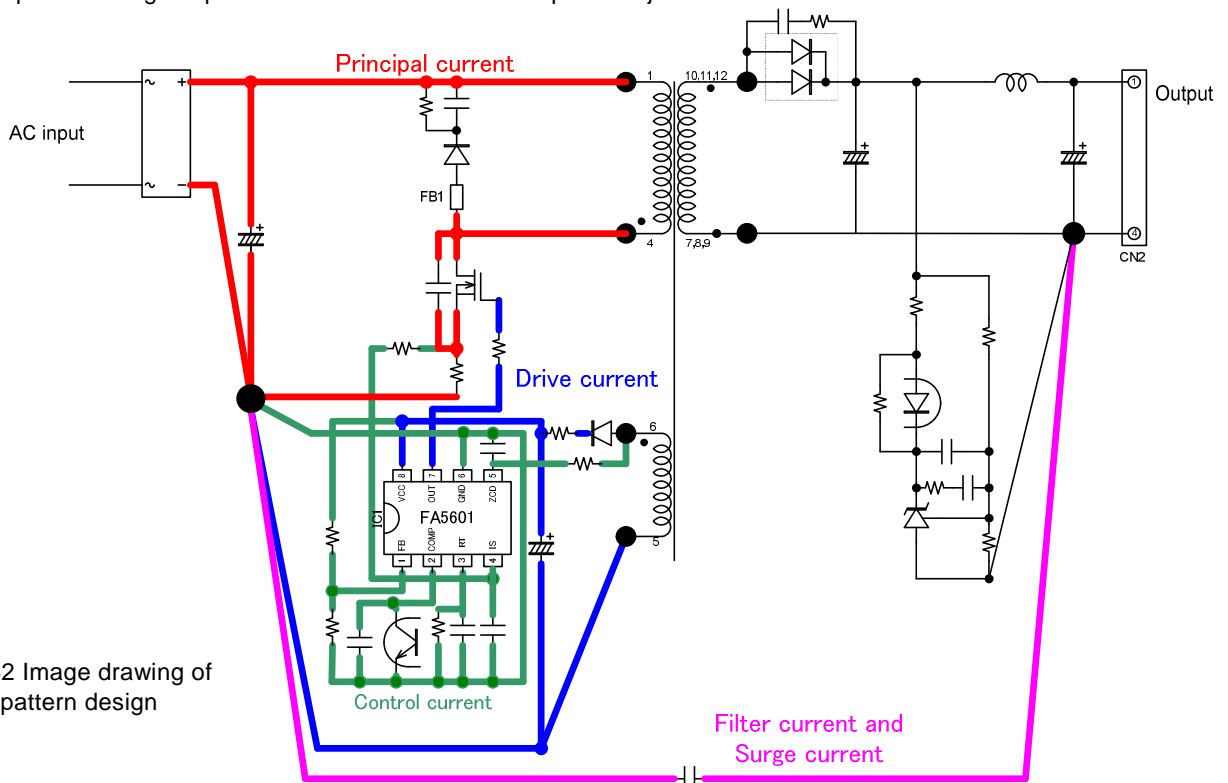 Principal current
AC input
~
+
~
−
FB1
1
10,11,12
4
7,8,9
+
+
+
Output
1
4
CN2
Drive current
6
5
8
7
6
5
VCC
OUT
GND
ZCD
IC1
FA5601
FB
COMP
RT
IS
1
2
3
4
+
2 Image drawing of
pattern design
Control current
Filter current and
Surge current